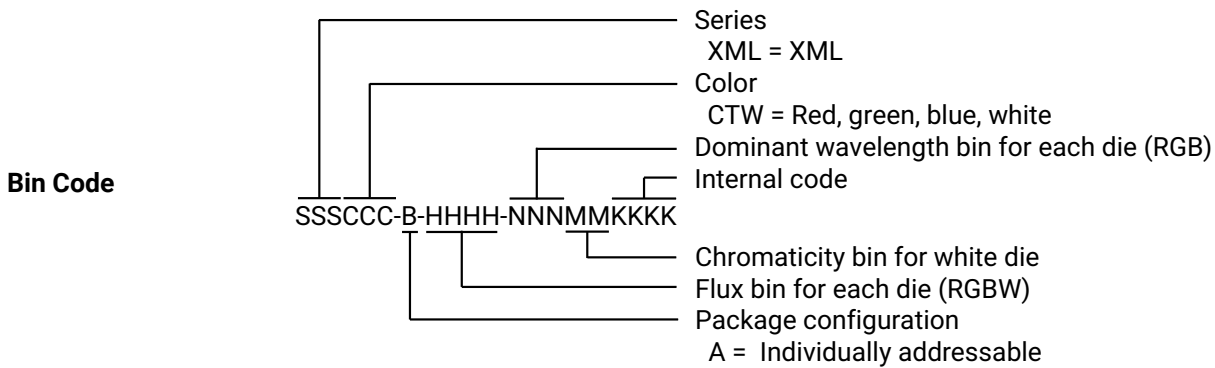 Series
XML = XML
Color
CTW = Red, green, blue, white
Dominant wavelength bin for each die (RGB)
Bin Code
Internal code
SSSCCC-B-HHHH-NNNMMKKKK
Chromaticity bin for white die
Flux bin for each die (RGBW)
Package configuration
A = Individually addressable